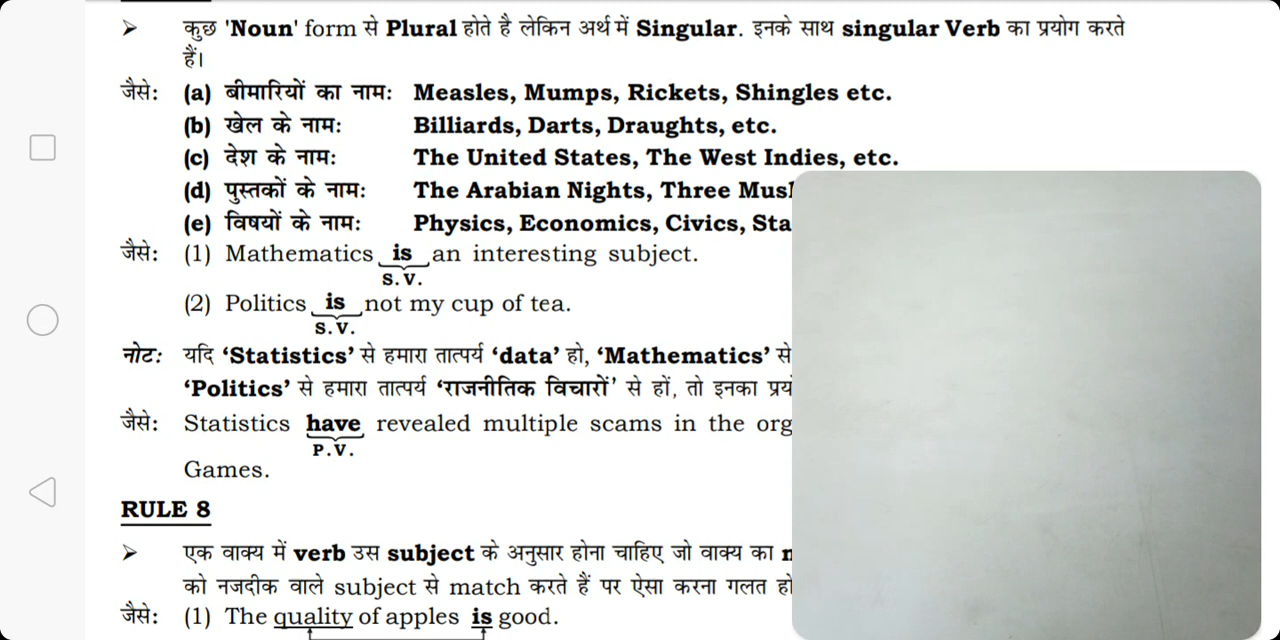 ➢ कुछ 'Noun' form से Plural होते है लेकिन अर्थ में Singular. इनके साथ singular Verb का प्रयोग करते
हैं।
जैसे: (a) बीमारियों का नाम: Measles, Mumps, Rickets, Shingles etc.
(b) खेल के नाम: Billiards, Darts, Draughts, etc.
(c) देश के नाम: The United States, The West Indies, etc.
(d) पुस्तकों के नाम: The Arabian Nights, Three
(e) विषयों के नाम: Physics, Economics, Civics,
जैसे: (1) Mathematics is an interesting subject.
S.V.
(2) Politics is not my cup of tea.
S.V.
नोट: यदि ‘Statistics’ से हमारा तात्पर्य ‘data’ हो, ‘Mathematics’ से
‘Politics’ से हमारा तात्पर्य ‘राजनीतिक विचारों’ से हों, तो इनका
जैसे: Statistics have revealed multiple scams in the
P.V.
Games.
RULE 8
➢ एक वाक्य में verb उस subject के अनुसार होना चाहिए जो वाक्य का
को नजदीक वाले subject से match करते हैं पर ऐसा करना गलत
जैसे: (1) The quality of apples is good.